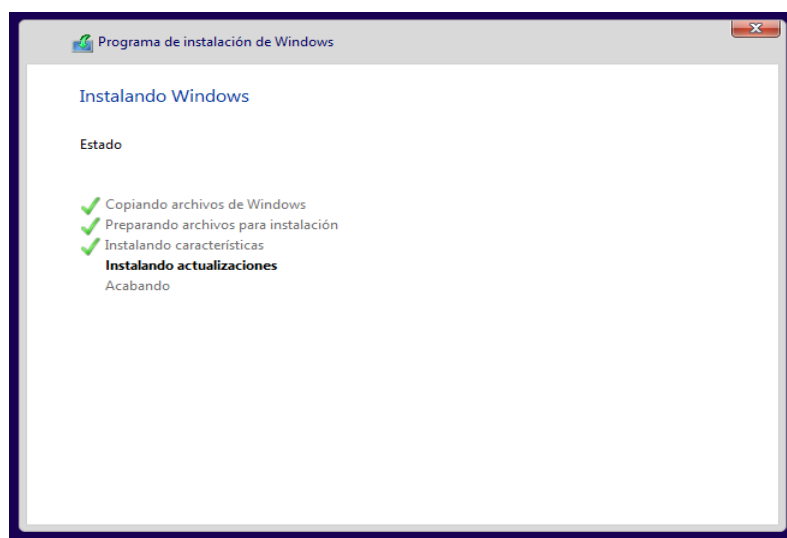 Programa de instalación de Windows
Instalando Windows
Estado
Copiando archivos de Windows
Preparando archivos para instalación
Instalando características
Instalando actualizaciones
Acabando